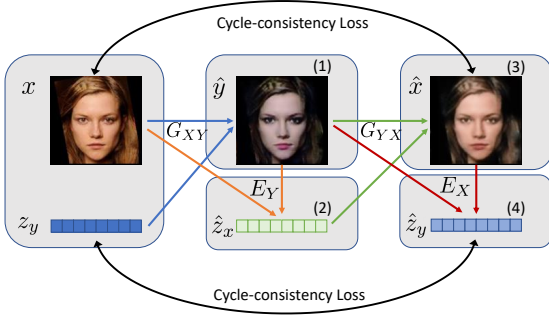 Cycle-consistency Loss
x
(1)
ŷ
(3)
x̂
G_{XY}
G_{YX}
z_y
E_Y
(2)
ẑ_x
E_X
(4)
ẑ_y
Cycle-consistency Loss